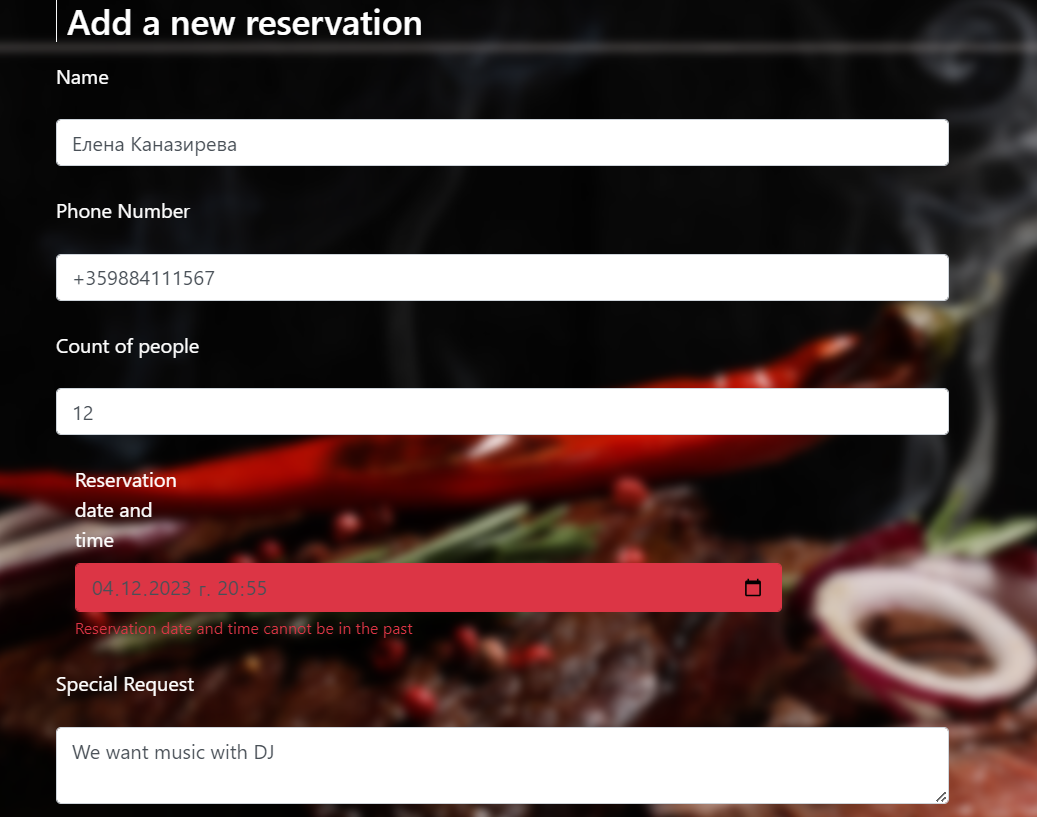 Add a new reservation
Name
Елена Каназирева
Phone Number
+359884111567
Count of people
12
Reservation
date and
time
04.12.2023 г. 20:55
Reservation date and time cannot be in the past
Special Request
We want music with DJ